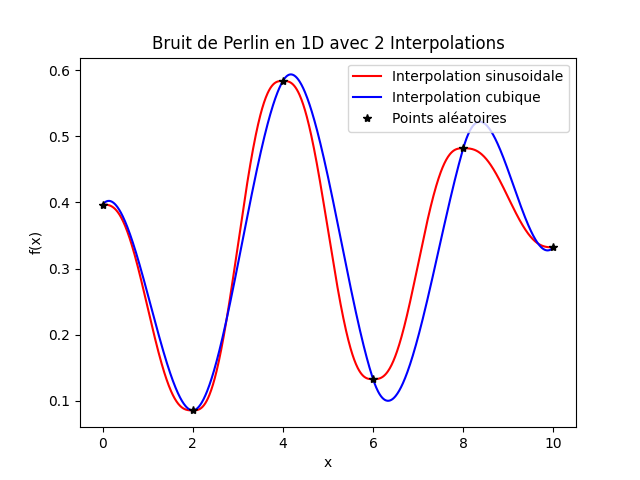 Bruit de Perlin en 1D avec 2 Interpolations
Interpolation sinusoidale
Interpolation cubique
Points aléatoires
f(x)
0.6
0.5
0.4
0.3
0.2
0.1
0 2 4 6 8 10
x